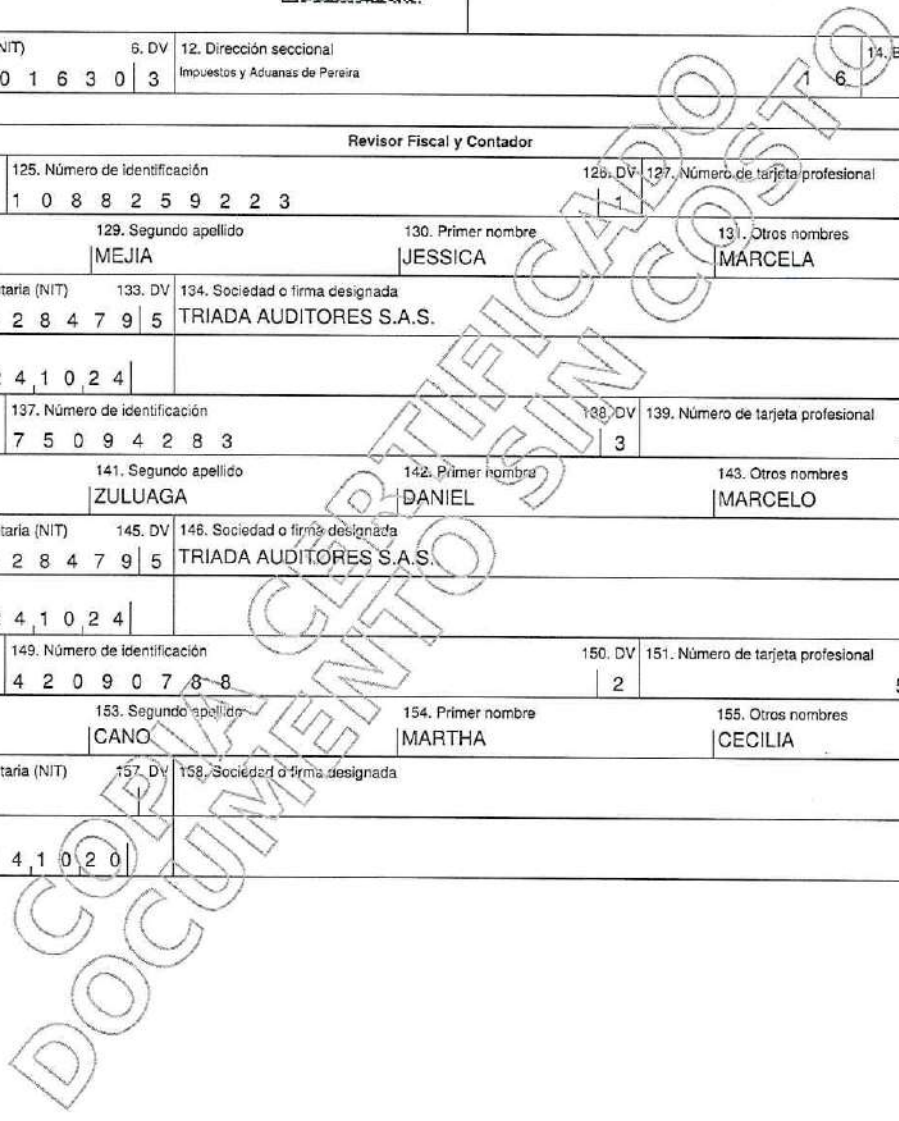 NIT) 6. DV 12. Dirección seccional 14.
0 1 6 3 0 3 Impuestos y Aduanas de Pereira 1 6
Revisor Fiscal y Contador
125. Número de identificación 126. DV 127. Número de tarjeta profesional
1 0 8 8 2 5 9 2 2 3 1
129. Segundo apellido 130. Primer nombre 131. Otros nombres
MEJIA JESSICA MARCELA
taria (NIT) 133. DV 134. Sociedad o firma designada
2 8 4 7 9 5 TRIADA AUDITORES S.A.S.
4 1 0 2 4
137. Número de identificación 138. DV 139. Número de tarjeta profesional
7 5 0 9 4 2 8 3 3
141. Segundo apellido 142. Primer nombre 143. Otros nombres
ZULUAGA DANIEL MARCELO
taria (NIT) 145. DV 146. Sociedad o firma designada
2 8 4 7 9 5 TRIADA AUDITORES S.A.S.
4 1 0 2 4
149. Número de identificación 150. DV 151. Número de tarjeta profesional
4 2 0 9 0 7 8 8 2
153. Segundo apellido 154. Primer nombre 155. Otros nombres
CANO MARTHA CECILIA
taria (NIT) 157. DV 158. Sociedad o firma designada
4 1 0 2 0
COPIA CERTIFICADO
DOCUMENTO SIN COSTO